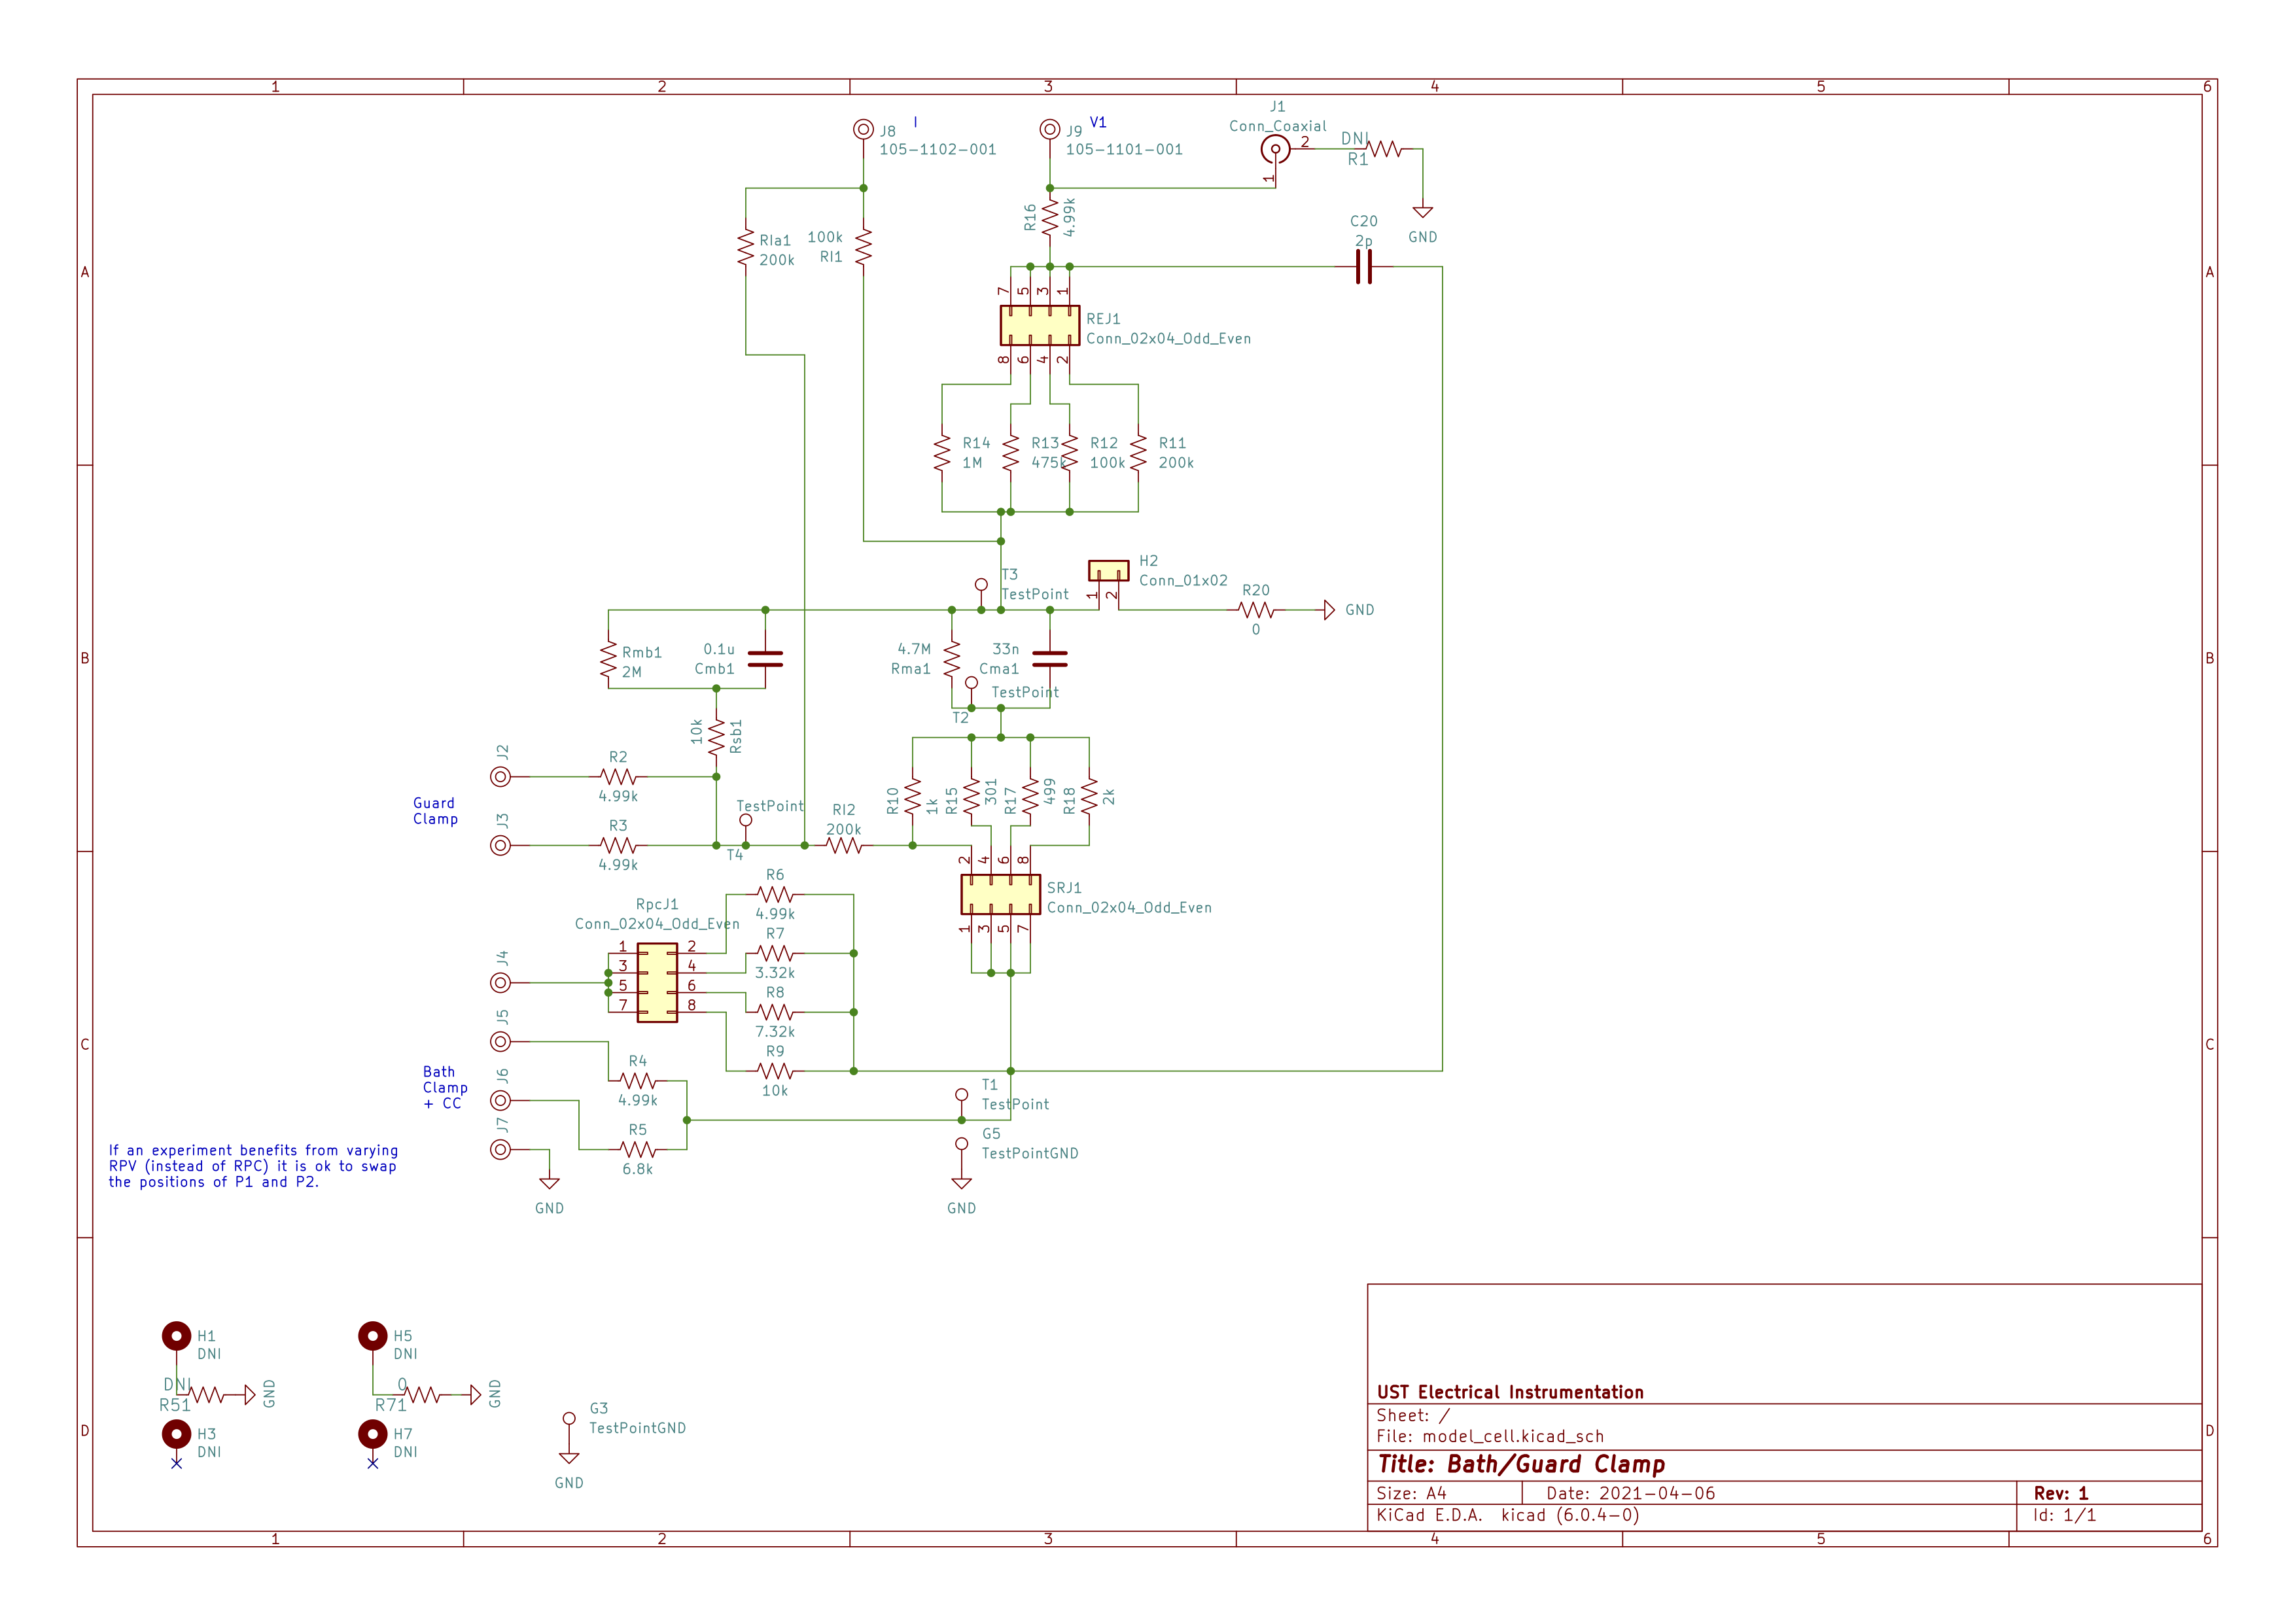 1 2 3 4 5 6
J1
Conn_Coaxial
J8
105-1102-001
I
J9
105-1101-001
V1
2
1
DNI
R1
GND
R16
4.99k
C20
2p
RIa1
200k
100k
RI1
A A
7 5 3 1
REJ1
Conn_02x04_Odd_Even
8 6 4 2
R14
1M
R13
475k
R12
100k
R11
200k
H2
Conn_01x02
1 2
T3
TestPoint
R20
0
GND
B B
Rmb1
2M
0.1u
Cmb1
4.7M
Rma1
33n
Cma1
TestPoint
T2
10k
Rsb1
J2
R2
4.99k
Guard
Clamp
J3
R3
4.99k
TestPoint
T4
RI2
200k
R10
1k
R15
301
R17
499
R18
2k
2 4 6 8
SRJ1
Conn_02x04_Odd_Even
1 3 5 7
R6
4.99k
RpcJ1
Conn_02x04_Odd_Even
R7
3.32k
R8
7.32k
R9
10k
1 2
3 4
5 6
7 8
J4
J5
C C
R4
4.99k
Bath
Clamp
+ CC
J6
J7
R5
6.8k
T1
TestPoint
G5
TestPointGND
GND
GND
If an experiment benefits from varying
RPV (instead of RPC) it is ok to swap
the positions of P1 and P2.
H1
DNI
DNI
R51
GND
H3
DNI
H5
DNI
0
R71
GND
H7
DNI
G3
TestPointGND
GND
D D
UST Electrical Instrumentation
Sheet: /
File: model_cell.kicad_sch
Title: Bath/Guard Clamp
Size: A4 Date: 2021-04-06 Rev: 1
KiCad E.D.A. kicad (6.0.4-0) Id: 1/1
1 2 3 4 5 6